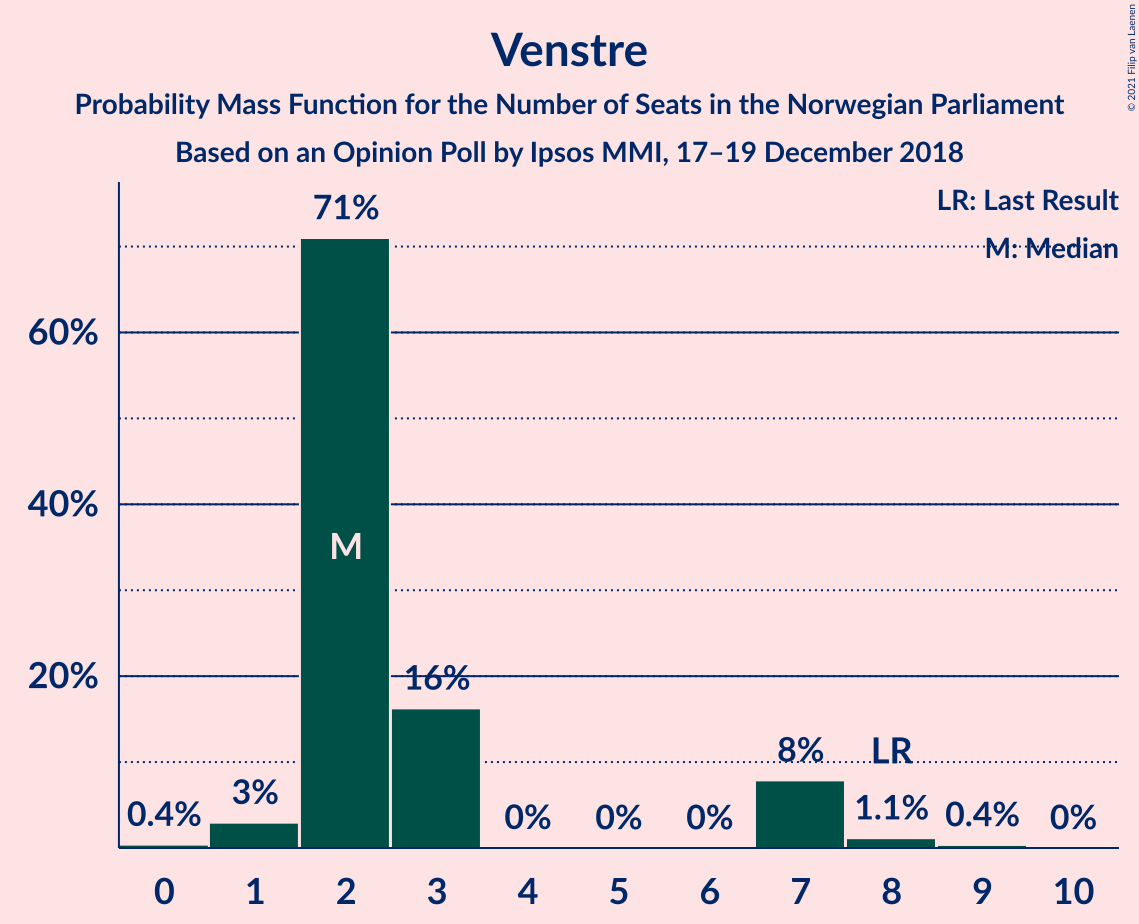 Venstre
Probability Mass Function for the Number of Seats in the Norwegian Parliament
Based on an Opinion Poll by Ipsos MMI, 17–19 December 2018
© 2021 Filip van Laenen
LR: Last Result
M: Median
60%
40%
20%
0.4%
3%
71%
M
16%
0%
0%
0%
8%
LR
1.1%
0.4%
0%
0 1 2 3 4 5 6 7 8 9 10